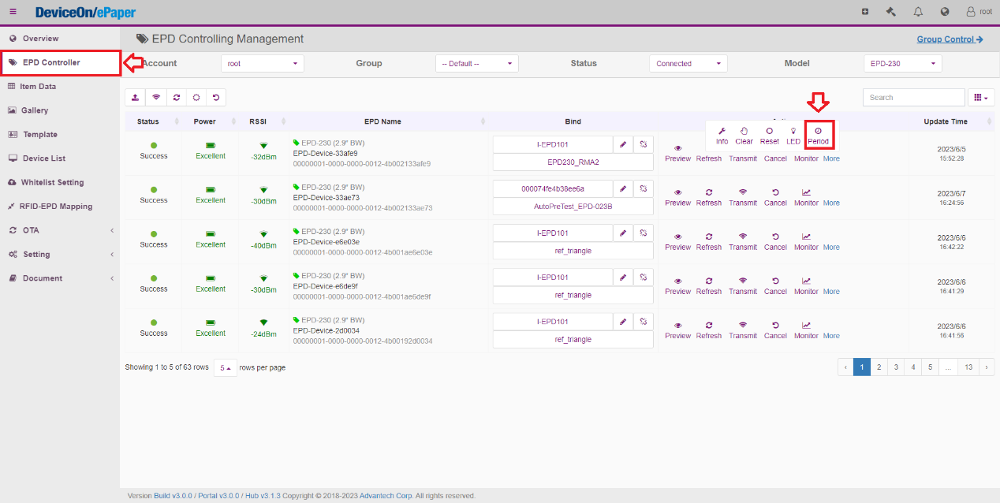 DeviceOn/ePaper
root
Overview
EPD Controller
Item Data
Gallery
Template
Device List
Whitelist Setting
RFID-EPD Mapping
OTA
Setting
Document
EPD Controlling Management
Group Control
Account
root
Group
-- Default --
Status
Connected
Model
EPD-230
Search
Status Power RSSI EPD Name Bind Update Time
Info Clear Reset LED Period
Success
Excellent
-32dBm
EPD-230 (2.9" BW)
EPD-Device-33afe9
00000001-0000-0000-0012-4b002133afe9
I-EPD101
EPD230_RMA2
Preview Refresh Transmit Cancel Monitor More
2023/6/5
15:52:28
Success
Excellent
-30dBm
EPD-230 (2.9" BW)
EPD-Device-33ae73
00000001-0000-0000-0012-4b002133ae73
000074fe4b38ee6a
AutoPreTest_EPD-023B
Preview Refresh Transmit Cancel Monitor More
2023/6/7
16:24:56
Success
Excellent
-40dBm
EPD-230 (2.9" BW)
EPD-Device-e6e03e
00000001-0000-0000-0012-4b001ae6e03e
I-EPD101
ref_triangle
Preview Refresh Transmit Cancel Monitor More
2023/6/6
16:42:22
Success
Excellent
-30dBm
EPD-230 (2.9" BW)
EPD-Device-e6de9f
00000001-0000-0000-0012-4b001ae6de9f
I-EPD101
ref_triangle
Preview Refresh Transmit Cancel Monitor More
2023/6/6
16:41:29
Success
Excellent
-24dBm
EPD-230 (2.9" BW)
EPD-Device-2d0034
00000001-0000-0000-0012-4b00192d0034
I-EPD101
ref_triangle
Preview Refresh Transmit Cancel Monitor More
2023/6/6
16:41:56
Showing 1 to 5 of 63 rows 5 rows per page
‹ 1 2 3 4 5 ... 13 ›
Version Build v3.0.0 / Portal v3.0.0 / Hub v3.1.3 Copyright © 2018-2023 Advantech Corp. All rights reserved.